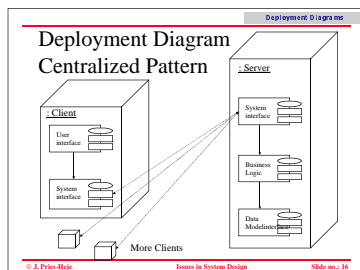 Deployment Diagrams
Deployment Diagram
Centralized Pattern
: Server
: Client
System
interface
User
interface
Business
Logic
System
interface
Data
Modelinterface
More Clients
© J. Pries-Heje
Issues in System Design
Slide no.: 16